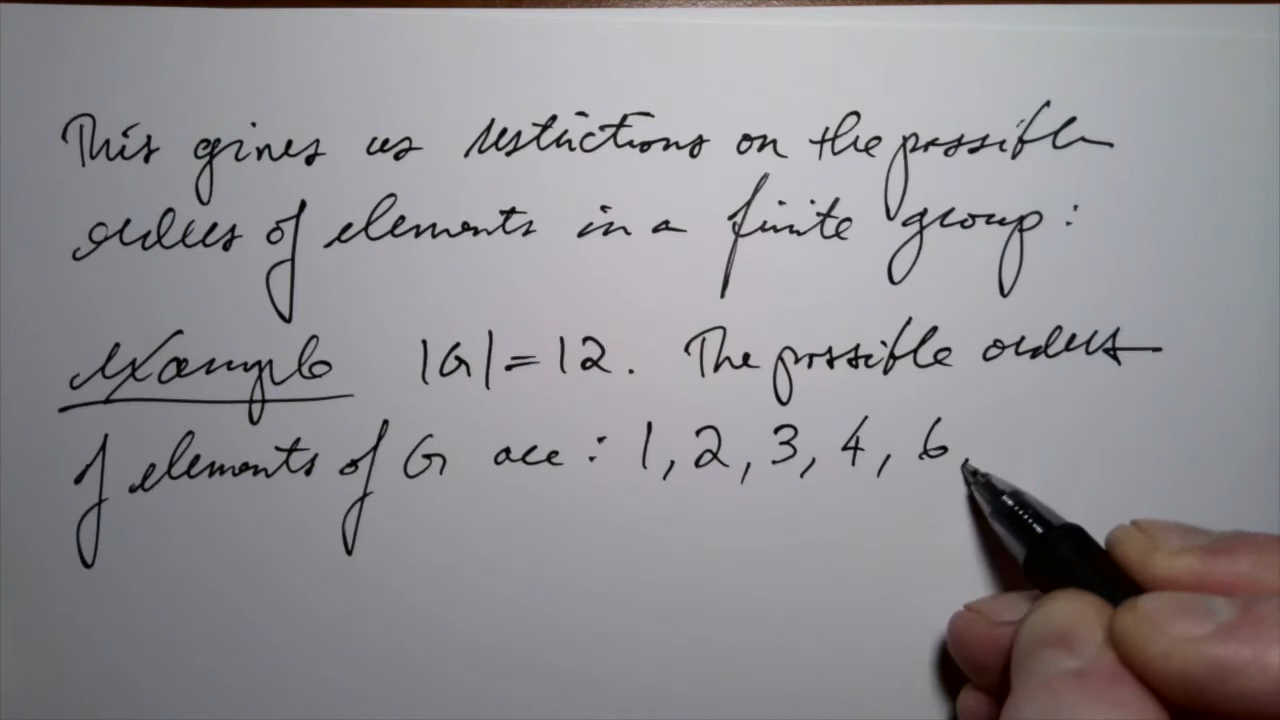 This gives us restrictions on the possible
orders of elements in a finite group:
Example |G|=12. The possible orders
of elements of G are: 1, 2, 3, 4, 6,